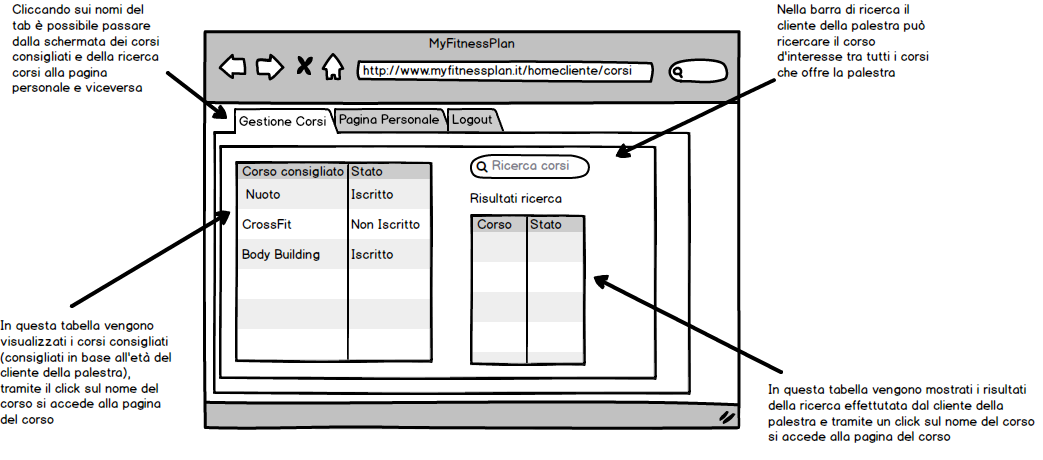 Cliccando sui nomi del
tab è possibile passare
dalla schermata dei corsi
consigliati e della ricerca
corsi alla pagina
personale e viceversa
Nella barra di ricerca il
cliente della palestra può
ricercare il corso
d'interesse tra tutti i corsi
che offre la palestra
MyFitnessPlan
http://www.myfitnessplan.it/homecliente/corsi
Gestione Corsi
Pagina Personale
Logout
Corso consigliato Stato
Nuoto Iscritto
CrossFit Non Iscritto
Body Building Iscritto
Ricerca corsi
Risultati ricerca
Corso Stato
In questa tabella vengono
visualizzati i corsi consigliati
(consigliati in base all'età del
cliente della palestra),
tramite il click sul nome del
corso si accede alla pagina
del corso
In questa tabella vengono mostrati i risultati
della ricerca effettutata dal cliente della
palestra e tramite un click sul nome del corso
si accede alla pagina del corso